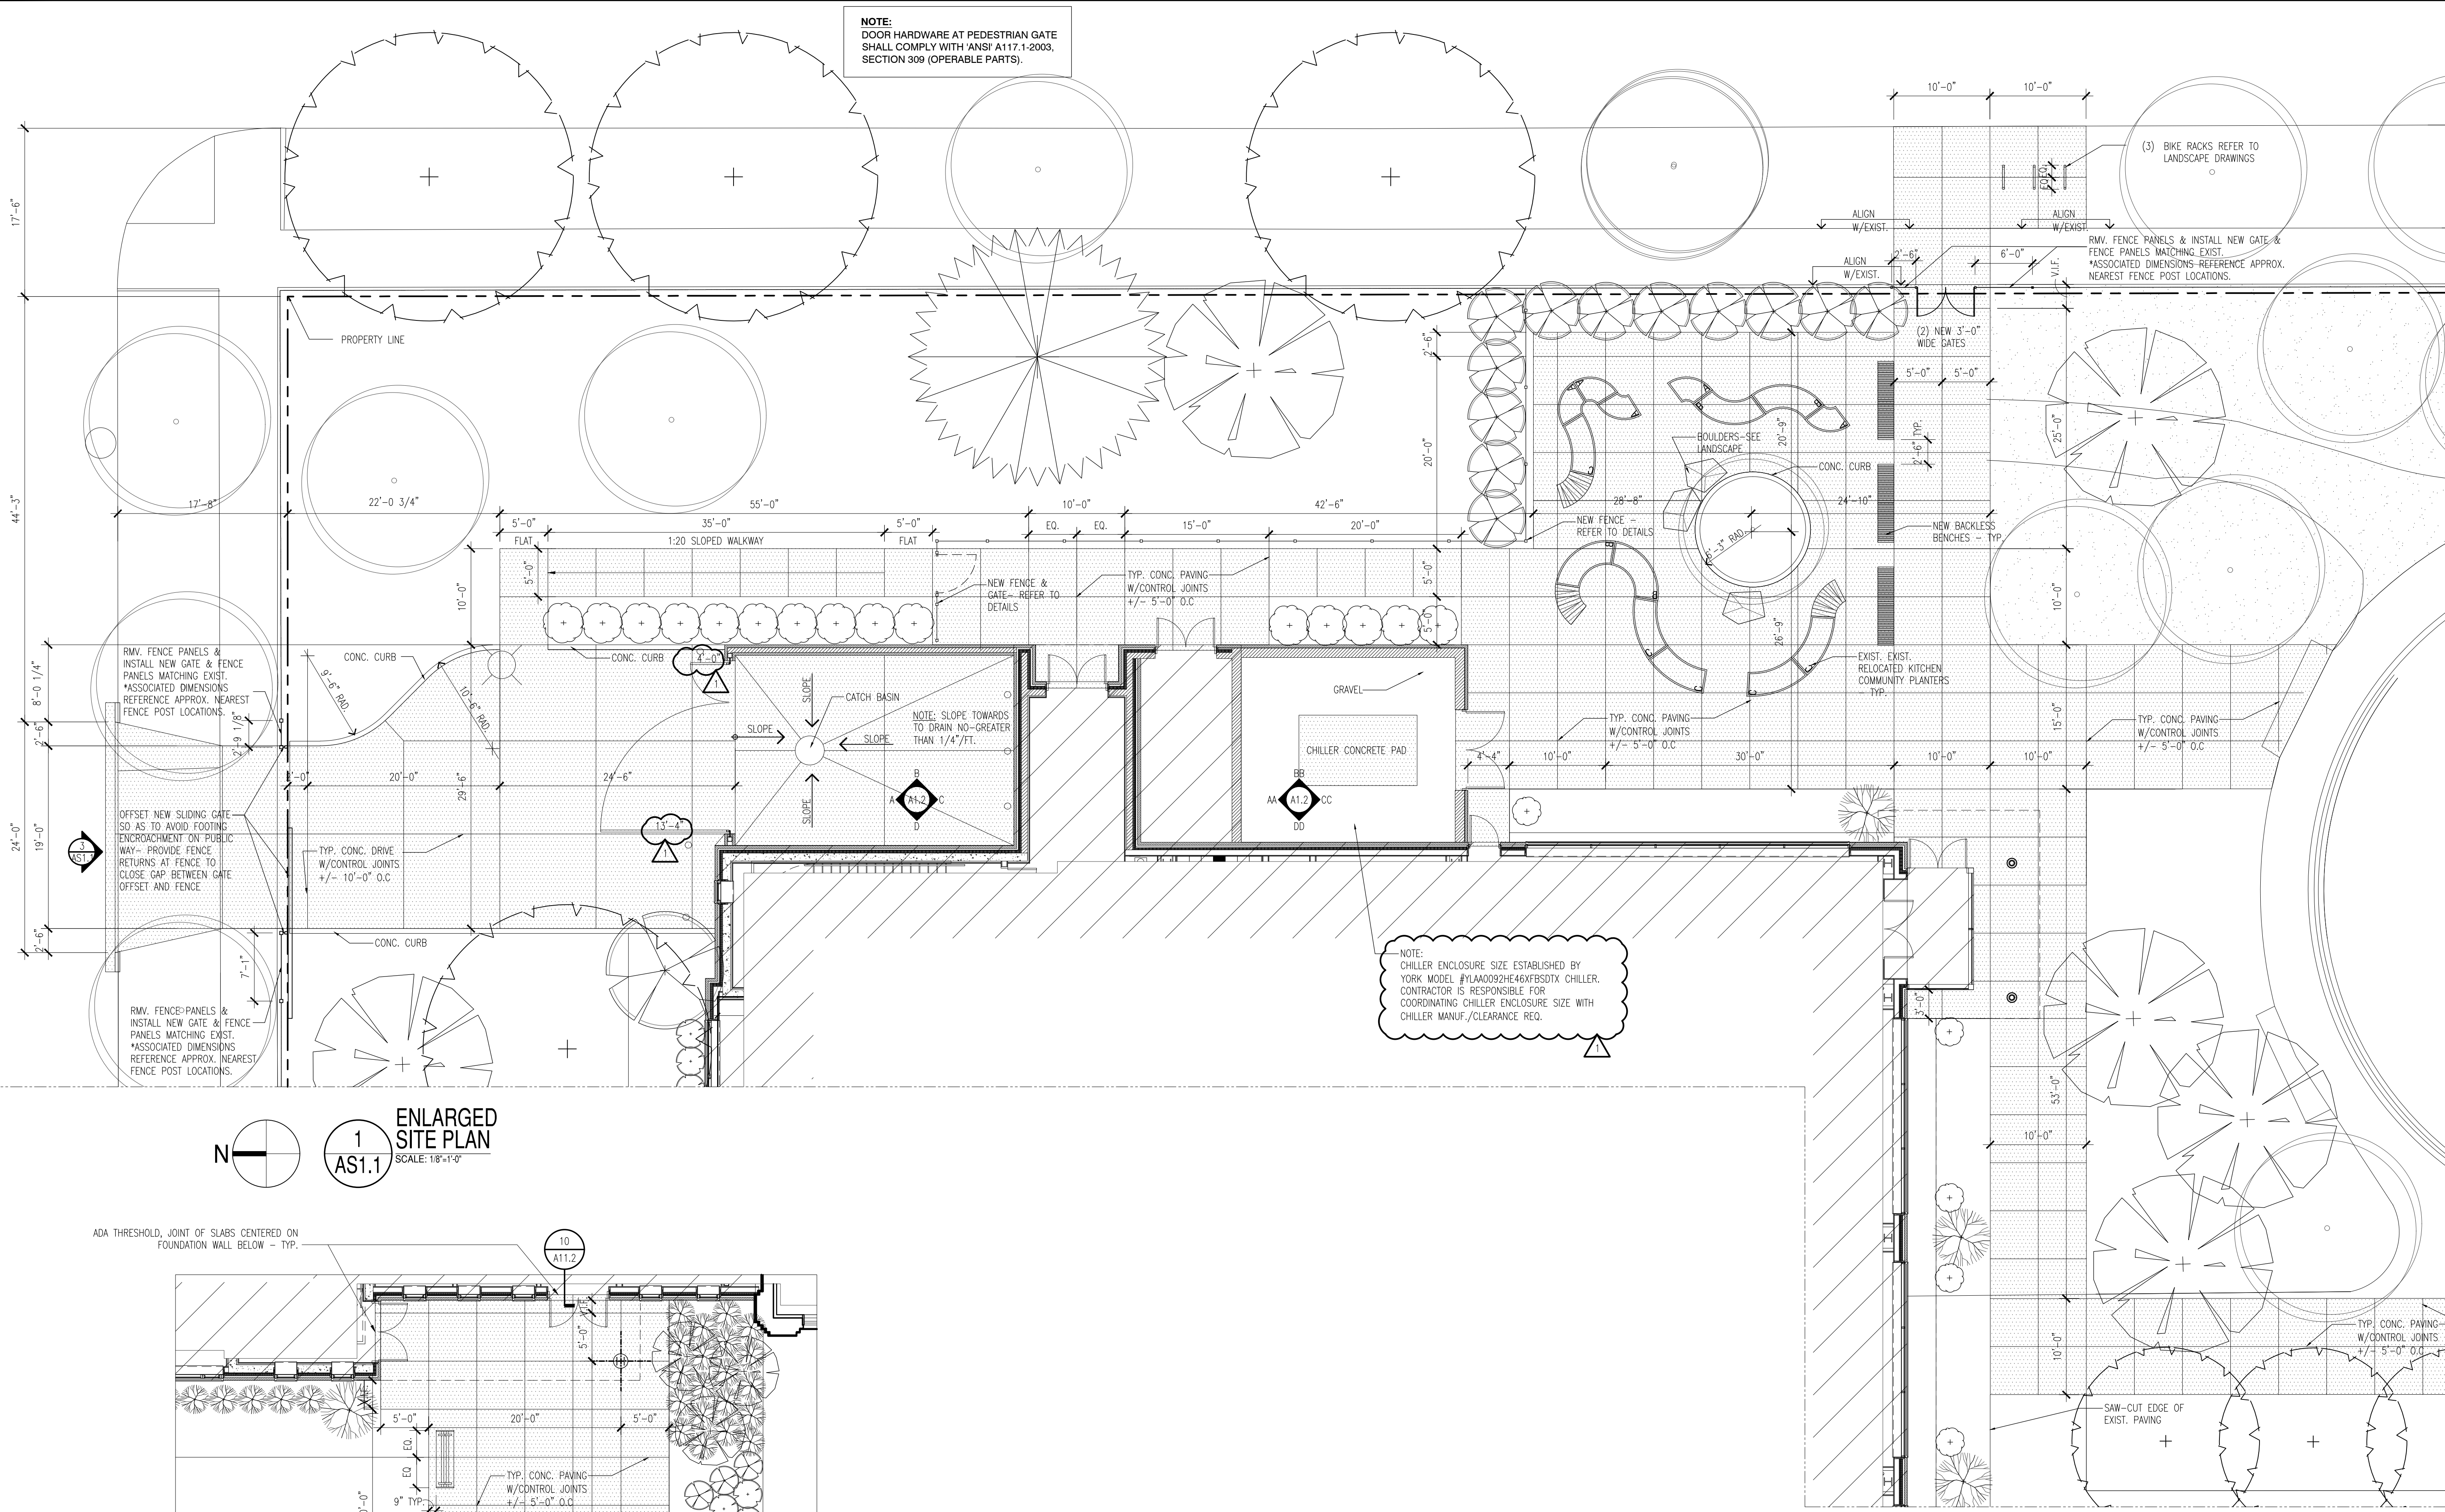 NOTE:
DOOR HARDWARE AT PEDESTRIAN GATE
SHALL COMPLY WITH 'ANSI' A117.1-2003,
SECTION 309 (OPERABLE PARTS).
10'-0"
10'-0"
(3) BIKE RACKS REFER TO
LANDSCAPE DRAWINGS
EQ.
EQ.
17'-6"
ALIGN
W/EXIST.
ALIGN
W/EXIST.
ALIGN
W/EXIST.
2'-6"
6'-0"
V.I.F.
RMV. FENCE PANELS & INSTALL NEW GATE &
FENCE PANELS MATCHING EXIST.
*ASSOCIATED DIMENSIONS REFERENCE APPROX.
NEAREST FENCE POST LOCATIONS.
PROPERTY LINE
(2) NEW 3'-0"
WIDE GATES
2'-6"
5'-0"
5'-0"
44'-3"
20'-0"
BOULDERS-SEE
LANDSCAPE
20'-9"
CONC. CURB
2'-6" TYP.
25'-0"
17'-8"
22'-0 3/4"
55'-0"
10'-0"
42'-6"
28'-8"
24'-10"
5'-0"
35'-0"
5'-0"
EQ.
EQ.
15'-0"
20'-0"
FLAT
1:20 SLOPED WALKWAY
FLAT
NEW FENCE -
REFER TO DETAILS
NEW BACKLESS
BENCHES - TYP.
6'-3" RAD.
A
A
B
B
A
C
10'-0"
5'-0"
NEW FENCE &
GATE- REFER TO
DETAILS
TYP. CONC. PAVING
W/CONTROL JOINTS
+/- 5'-0" O.C
5'-0"
5'-0"
B
B
C
C
C
10'-0"
26'-9"
8'-0 1/4"
RMV. FENCE PANELS &
INSTALL NEW GATE & FENCE
PANELS MATCHING EXIST.
*ASSOCIATED DIMENSIONS
REFERENCE APPROX. NEAREST
FENCE POST LOCATIONS.
CONC. CURB
9'-6" RAD.
10'-6" RAD.
CONC. CURB
4'-0"
1
SLOPE
CATCH BASIN
NOTE: SLOPE TOWARDS
TO DRAIN NO-GREATER
THAN 1/4"/FT.
SLOPE
SLOPE
SLOPE
GRAVEL
CHILLER CONCRETE PAD
EXIST. EXIST.
RELOCATED KITCHEN
COMMUNITY PLANTERS
- TYP.
TYP. CONC. PAVING
W/CONTROL JOINTS
+/- 5'-0" O.C
15'-0"
TYP. CONC. PAVING
W/CONTROL JOINTS
+/- 5'-0" O.C
2'-6"
2'-9 1/8"
20'-0"
29'-6"
24'-6"
4'-4"
10'-0"
30'-0"
10'-0"
10'-0"
B
A
A1.2
C
D
BB
AA
A1.2
CC
DD
OFFSET NEW SLIDING GATE
SO AS TO AVOID FOOTING
ENCROACHMENT ON PUBLIC
WAY- PROVIDE FENCE
RETURNS AT FENCE TO
CLOSE GAP BETWEEN GATE
OFFSET AND FENCE
24'-0"
19'-0"
3
AS1.1
TYP. CONC. DRIVE
W/CONTROL JOINTS
+/- 10'-0" O.C
13'-4"
1
2'-6"
CONC. CURB
7'-1"
NOTE:
CHILLER ENCLOSURE SIZE ESTABLISHED BY
YORK MODEL #YLAA0092HE46XFBSDTX CHILLER.
CONTRACTOR IS RESPONSIBLE FOR
COORDINATING CHILLER ENCLOSURE SIZE WITH
CHILLER MANUF./CLEARANCE REQ.
1
3'-0"
RMV. FENCE PANELS &
INSTALL NEW GATE & FENCE
PANELS MATCHING EXIST.
*ASSOCIATED DIMENSIONS
REFERENCE APPROX. NEAREST
FENCE POST LOCATIONS.
53'-0"
10'-0"
N
1
AS1.1
ENLARGED
SITE PLAN
SCALE: 1/8"=1'-0"
ADA THRESHOLD, JOINT OF SLABS CENTERED ON
FOUNDATION WALL BELOW - TYP.
10
A11.2
V.I.F.
5'-0"
5'-0"
20'-0"
5'-0"
EQ.
EQ
TYP. CONC. PAVING
W/CONTROL JOINTS
+/- 5'-0" O.C
9" TYP.
10'-0"
TYP. CONC. PAVING
W/CONTROL JOINTS
+/- 5'-0" O.C
SAW-CUT EDGE OF
EXIST. PAVING